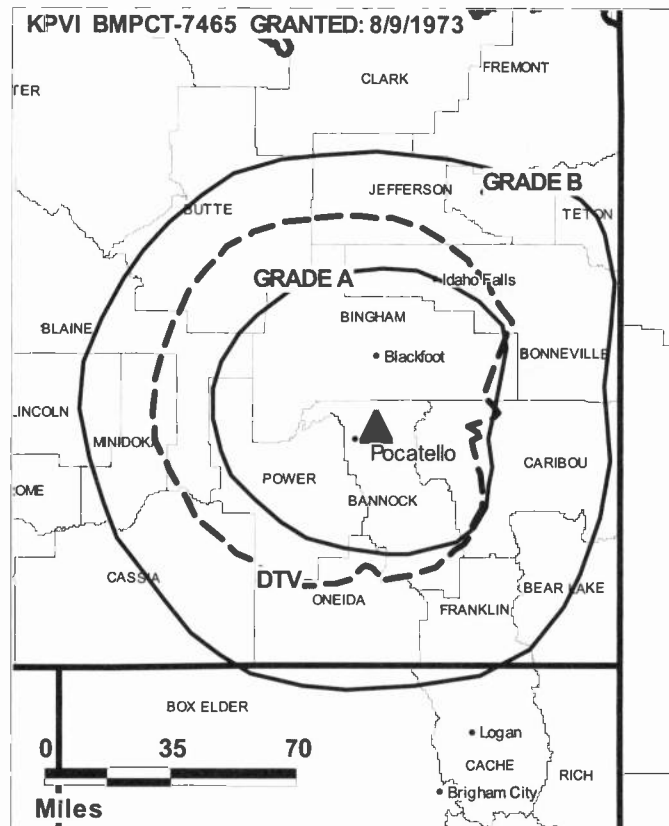 KPVI BMPCT-7465 GRANTED: 8/9/1973
FREMONT
CLARK
TER
GRADE B
JEFFERSON
BUTTE
TETON
GRADE A
Idaho Falls
BINGHAM
BLAINE
Blackfoot
BONNEVILLE
LINCOLN
MINIDOKA
Pocatello
CARIBOU
POWER
OME
BANNOCK
CASSIA
DTV
BEAR LAKE
ONEIDA
FRANKLIN
BOX ELDER
Logan
0 35 70
CACHE
RICH
Brigham City
Miles